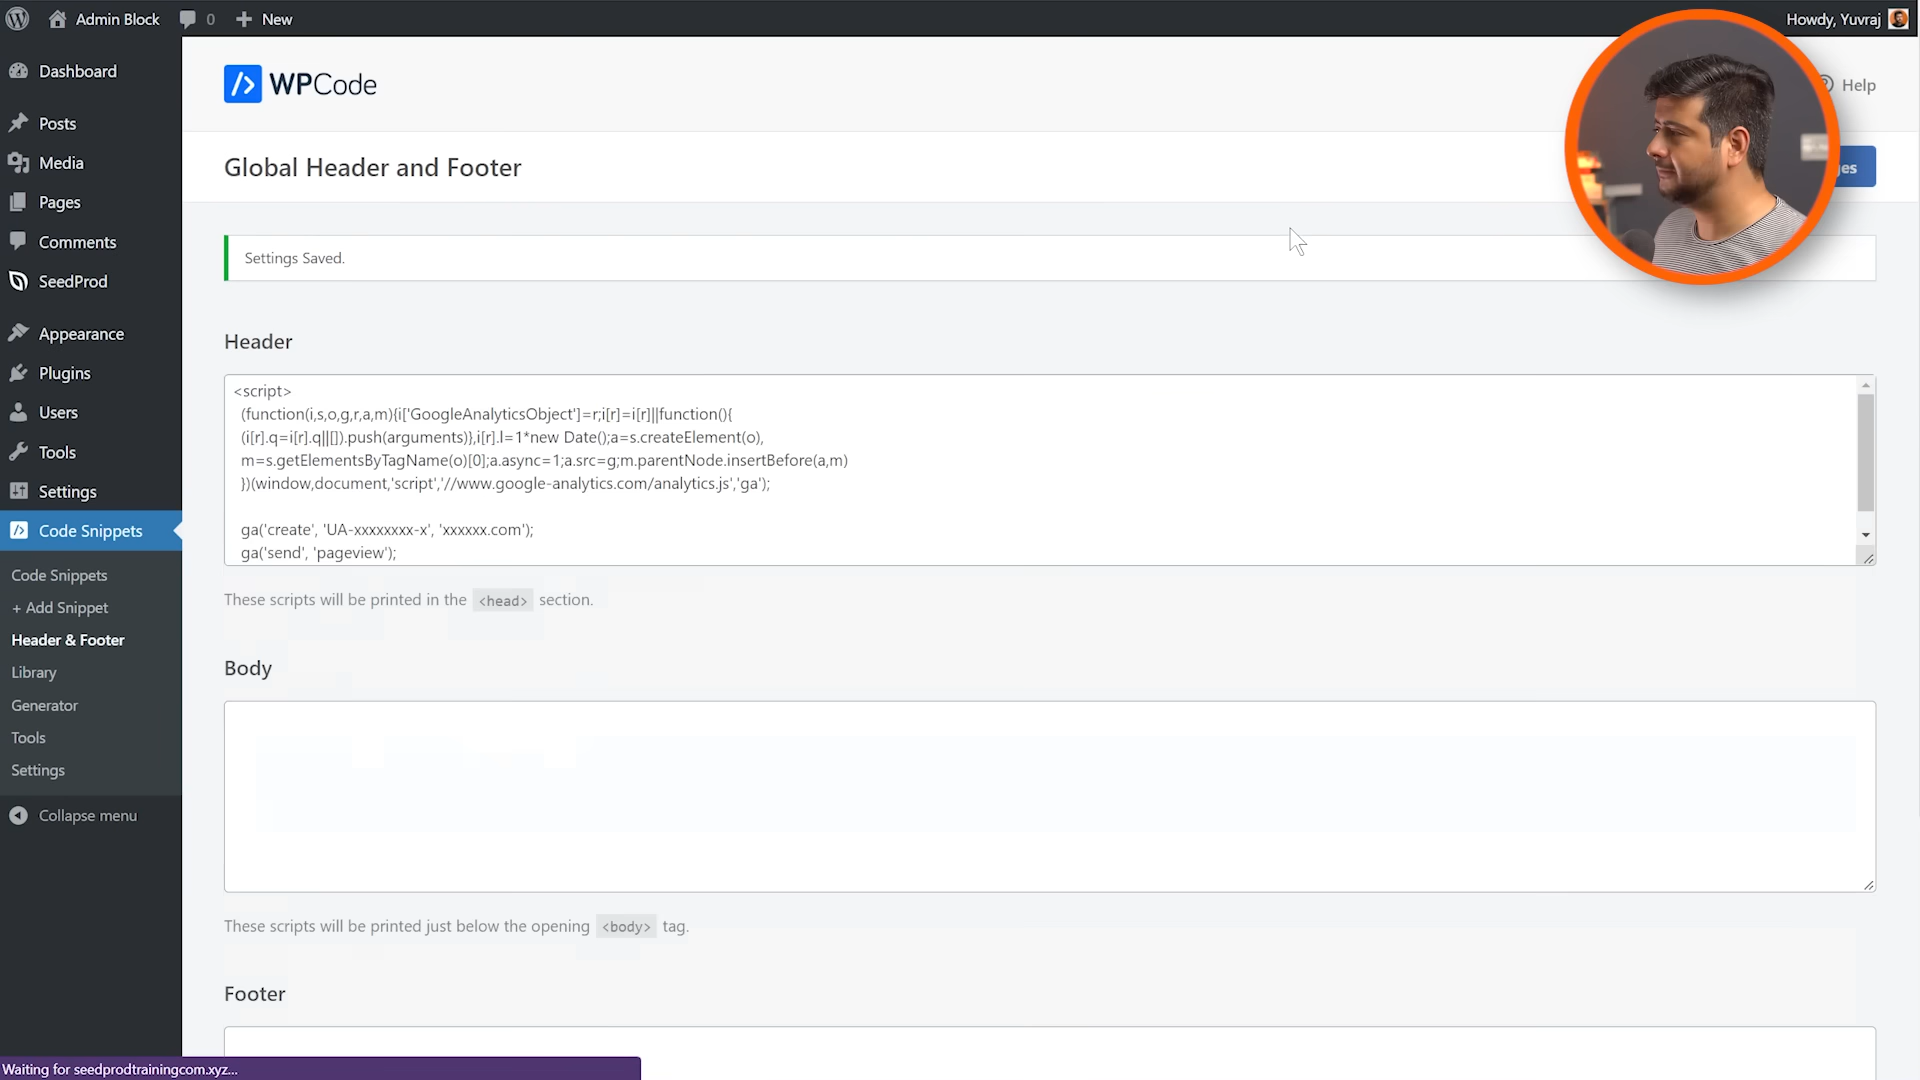 Admin Block
0
New
Howdy, Yuvraj
Dashboard
Posts
Media
Pages
Comments
SeedProd
Appearance
Plugins
Users
Tools
Settings
Code Snippets
Code Snippets
+ Add Snippet
Header & Footer
Library
Generator
Tools
Settings
Collapse menu
WPCode
Help
Global Header and Footer
Settings Saved.
Header
<script>
(function(i,s,o,g,r,a,m){i['GoogleAnalyticsObject']=r;i[r]=i[r]||function(){
(i[r].q=i[r].q||[]).push(arguments)},i[r].l=1*new Date();a=s.createElement(o),
m=s.getElementsByTagName(o)[0];a.async=1;a.src=g;m.parentNode.insertBefore(a,m)
})(window,document,'script','//www.google-analytics.com/analytics.js','ga');
ga('create', 'UA-xxxxxxxx-x', 'xxxxxx.com');
ga('send', 'pageview');
These scripts will be printed in the <head> section.
Body
These scripts will be printed just below the opening <body> tag.
Footer
Waiting for seedprodtrainingcom.xyz...